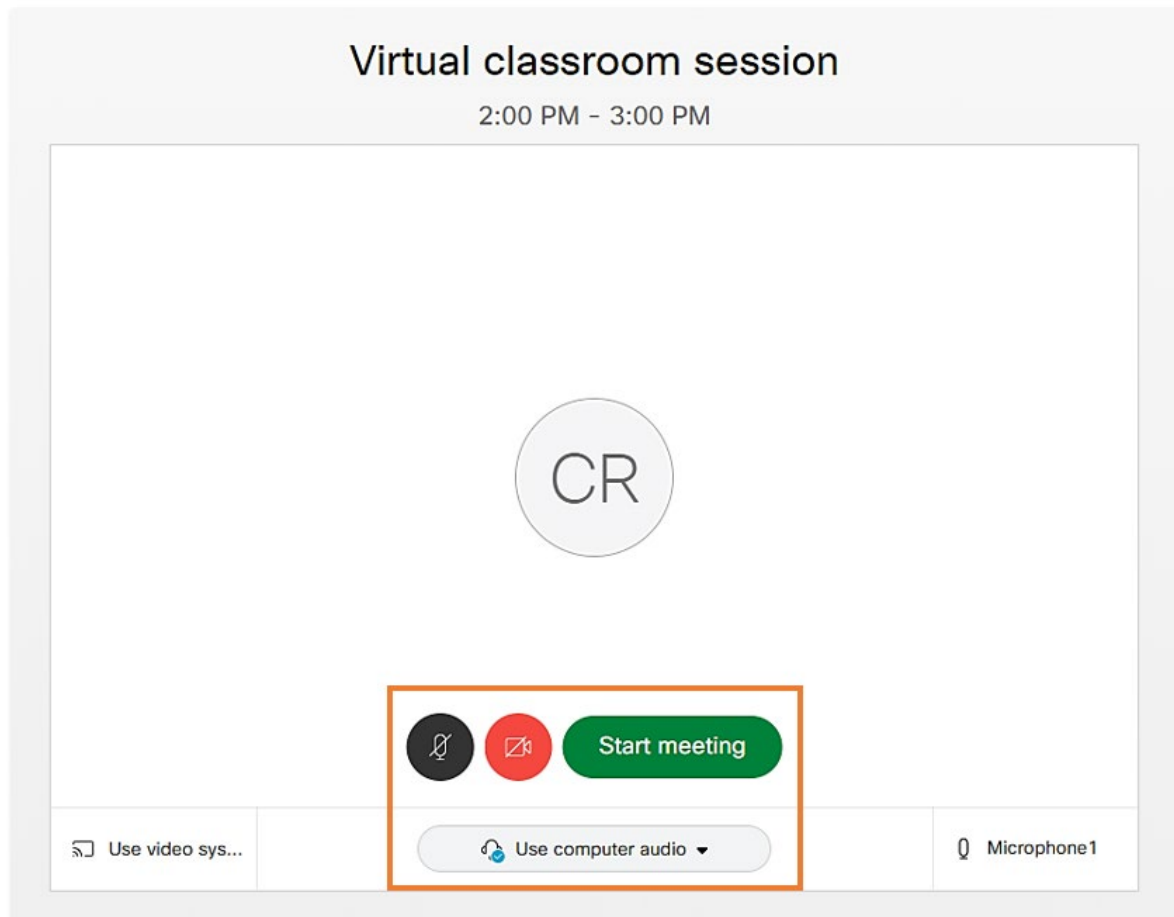 Virtual classroom session
2:00 PM - 3:00 PM
CR
Start meeting
Use video sys...
Use computer audio
Microphone1